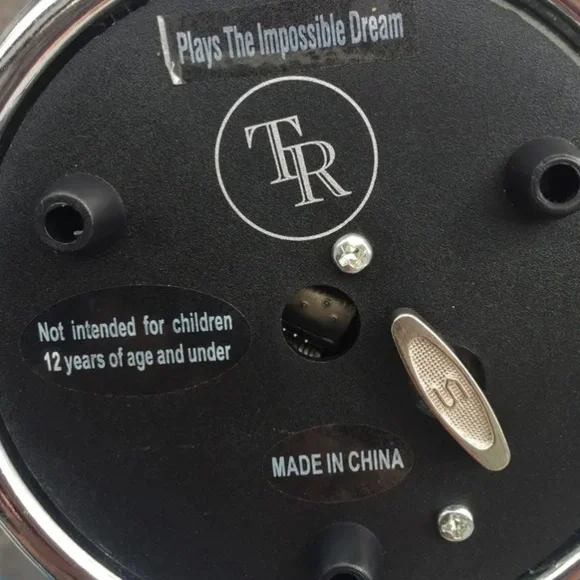 Plays The Impossible Dream
TR
Not intended for children
12 years of age and under
MADE IN CHINA